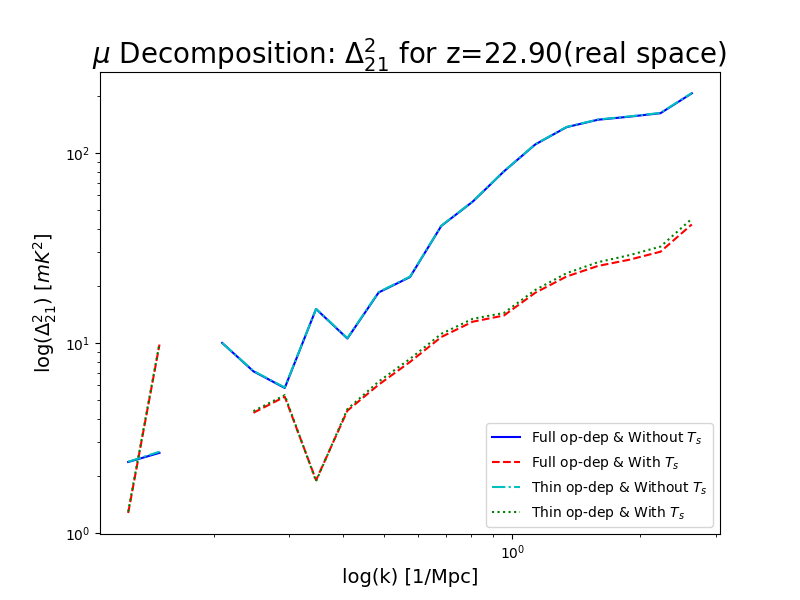 μ Decomposition: Δ²₂₁ for z=22.90(real space)
log(Δ²₂₁) [mK²]
10²
10¹
10⁰
Full op-dep & Without Tₛ
Full op-dep & With Tₛ
Thin op-dep & Without Tₛ
Thin op-dep & With Tₛ
10⁰
log(k) [1/Mpc]